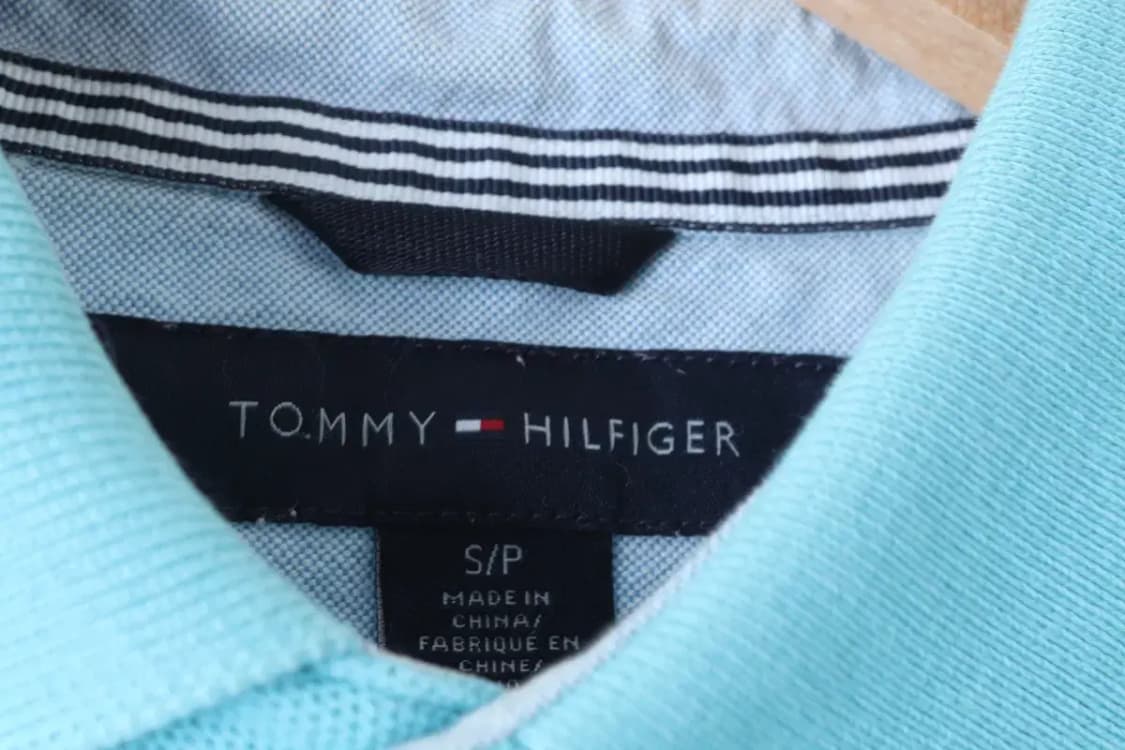 TOMMY HILFIGER
S/P
MADE IN
CHINA/
FABRIQUÉ EN
CHINE/